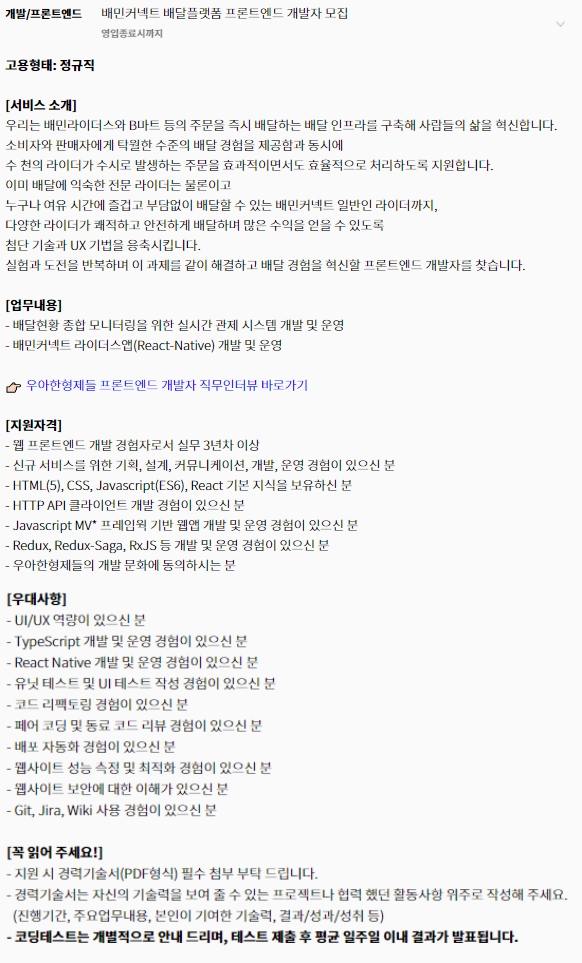 개발/프론트엔드 배민커넥트 배달플랫폼 프론트엔드 개발자 모집
영입종료시까지
고용형태: 정규직
[서비스 소개]
우리는 배민라이더스와 B마트 등의 주문을 즉시 배달하는 배달 인프라를 구축해 사람들의 삶을 혁신합니다.
소비자와 판매자에게 탁월한 수준의 배달 경험을 제공함과 동시에
수 천의 라이더가 수시로 발생하는 주문을 효과적이면서도 효율적으로 처리하도록 지원합니다.
이미 배달에 익숙한 전문 라이더는 물론이고
누구나 여유 시간에 즐겁고 부담없이 배달할 수 있는 배민커넥트 일반인 라이더까지,
다양한 라이더가 쾌적하고 안전하게 배달하며 많은 수익을 얻을 수 있도록
첨단 기술과 UX 기법을 응축시킵니다.
실험과 도전을 반복하며 이 과제를 같이 해결하고 배달 경험을 혁신할 프론트엔드 개발자를 찾습니다.
[업무내용]
- 배달현황 종합 모니터링을 위한 실시간 관제 시스템 개발 및 운영
- 배민커넥트 라이더스앱(React-Native) 개발 및 운영
👉 우아한형제들 프론트엔드 개발자 직무인터뷰 바로가기
[지원자격]
- 웹 프론트엔드 개발 경험자로서 실무 3년차 이상
- 신규 서비스를 위한 기획, 설계, 커뮤니케이션, 개발, 운영 경험이 있으신 분
- HTML(5), CSS, Javascript(ES6), React 기본 지식을 보유하신 분
- HTTP API 클라이언트 개발 경험이 있으신 분
- Javascript MV* 프레임웍 기반 웹앱 개발 및 운영 경험이 있으신 분
- Redux, Redux-Saga, RxJS 등 개발 및 운영 경험이 있으신 분
- 우아한형제들의 개발 문화에 동의하시는 분
[우대사항]
- UI/UX 역량이 있으신 분
- TypeScript 개발 및 운영 경험이 있으신 분
- React Native 개발 및 운영 경험이 있으신 분
- 유닛 테스트 및 UI 테스트 작성 경험이 있으신 분
- 코드 리팩토링 경험이 있으신 분
- 페어 코딩 및 동료 코드 리뷰 경험이 있으신 분
- 배포 자동화 경험이 있으신 분
- 웹사이트 성능 측정 및 최적화 경험이 있으신 분
- 웹사이트 보안에 대한 이해가 있으신 분
- Git, Jira, Wiki 사용 경험이 있으신 분
[꼭 읽어 주세요!]
- 지원 시 경력기술서(PDF형식) 필수 첨부 부탁 드립니다.
- 경력기술서는 자신의 기술력을 보여 줄 수 있는 프로젝트나 협력 했던 활동사항 위주로 작성해 주세요.
(진행기간, 주요업무내용, 본인이 기여한 기술력, 결과/성과/성취 등)
- 코딩테스트는 개별적으로 안내 드리며, 테스트 제출 후 평균 일주일 이내 결과가 발표됩니다.